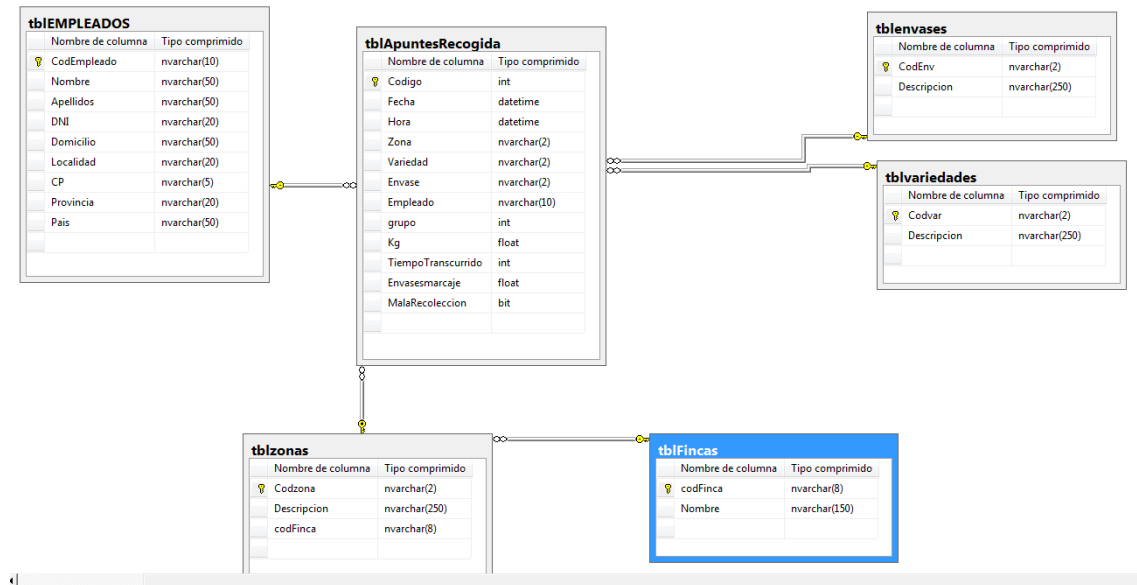 tblEMPLEADOS
Nombre de columna Tipo comprimido
CodEmpleado nvarchar(10)
Nombre nvarchar(50)
Apellidos nvarchar(50)
DNI nvarchar(20)
Domicilio nvarchar(50)
Localidad nvarchar(20)
CP nvarchar(5)
Provincia nvarchar(20)
Pais nvarchar(50)
tblApuntesRecogida
Nombre de columna Tipo comprimido
Codigo int
Fecha datetime
Hora datetime
Zona nvarchar(2)
Variedad nvarchar(2)
Envase nvarchar(2)
Empleado nvarchar(10)
grupo int
Kg float
TiempoTranscurrido int
Envasesmarcaje float
MalaRecoleccion bit
tblenvases
Nombre de columna Tipo comprimido
CodEnv nvarchar(2)
Descripcion nvarchar(250)
tblvariedades
Nombre de columna Tipo comprimido
Codvar nvarchar(2)
Descripcion nvarchar(250)
tblzonas
Nombre de columna Tipo comprimido
Codzona nvarchar(2)
Descripcion nvarchar(250)
codFinca nvarchar(8)
tblFincas
Nombre de columna Tipo comprimido
codFinca nvarchar(8)
Nombre nvarchar(150)